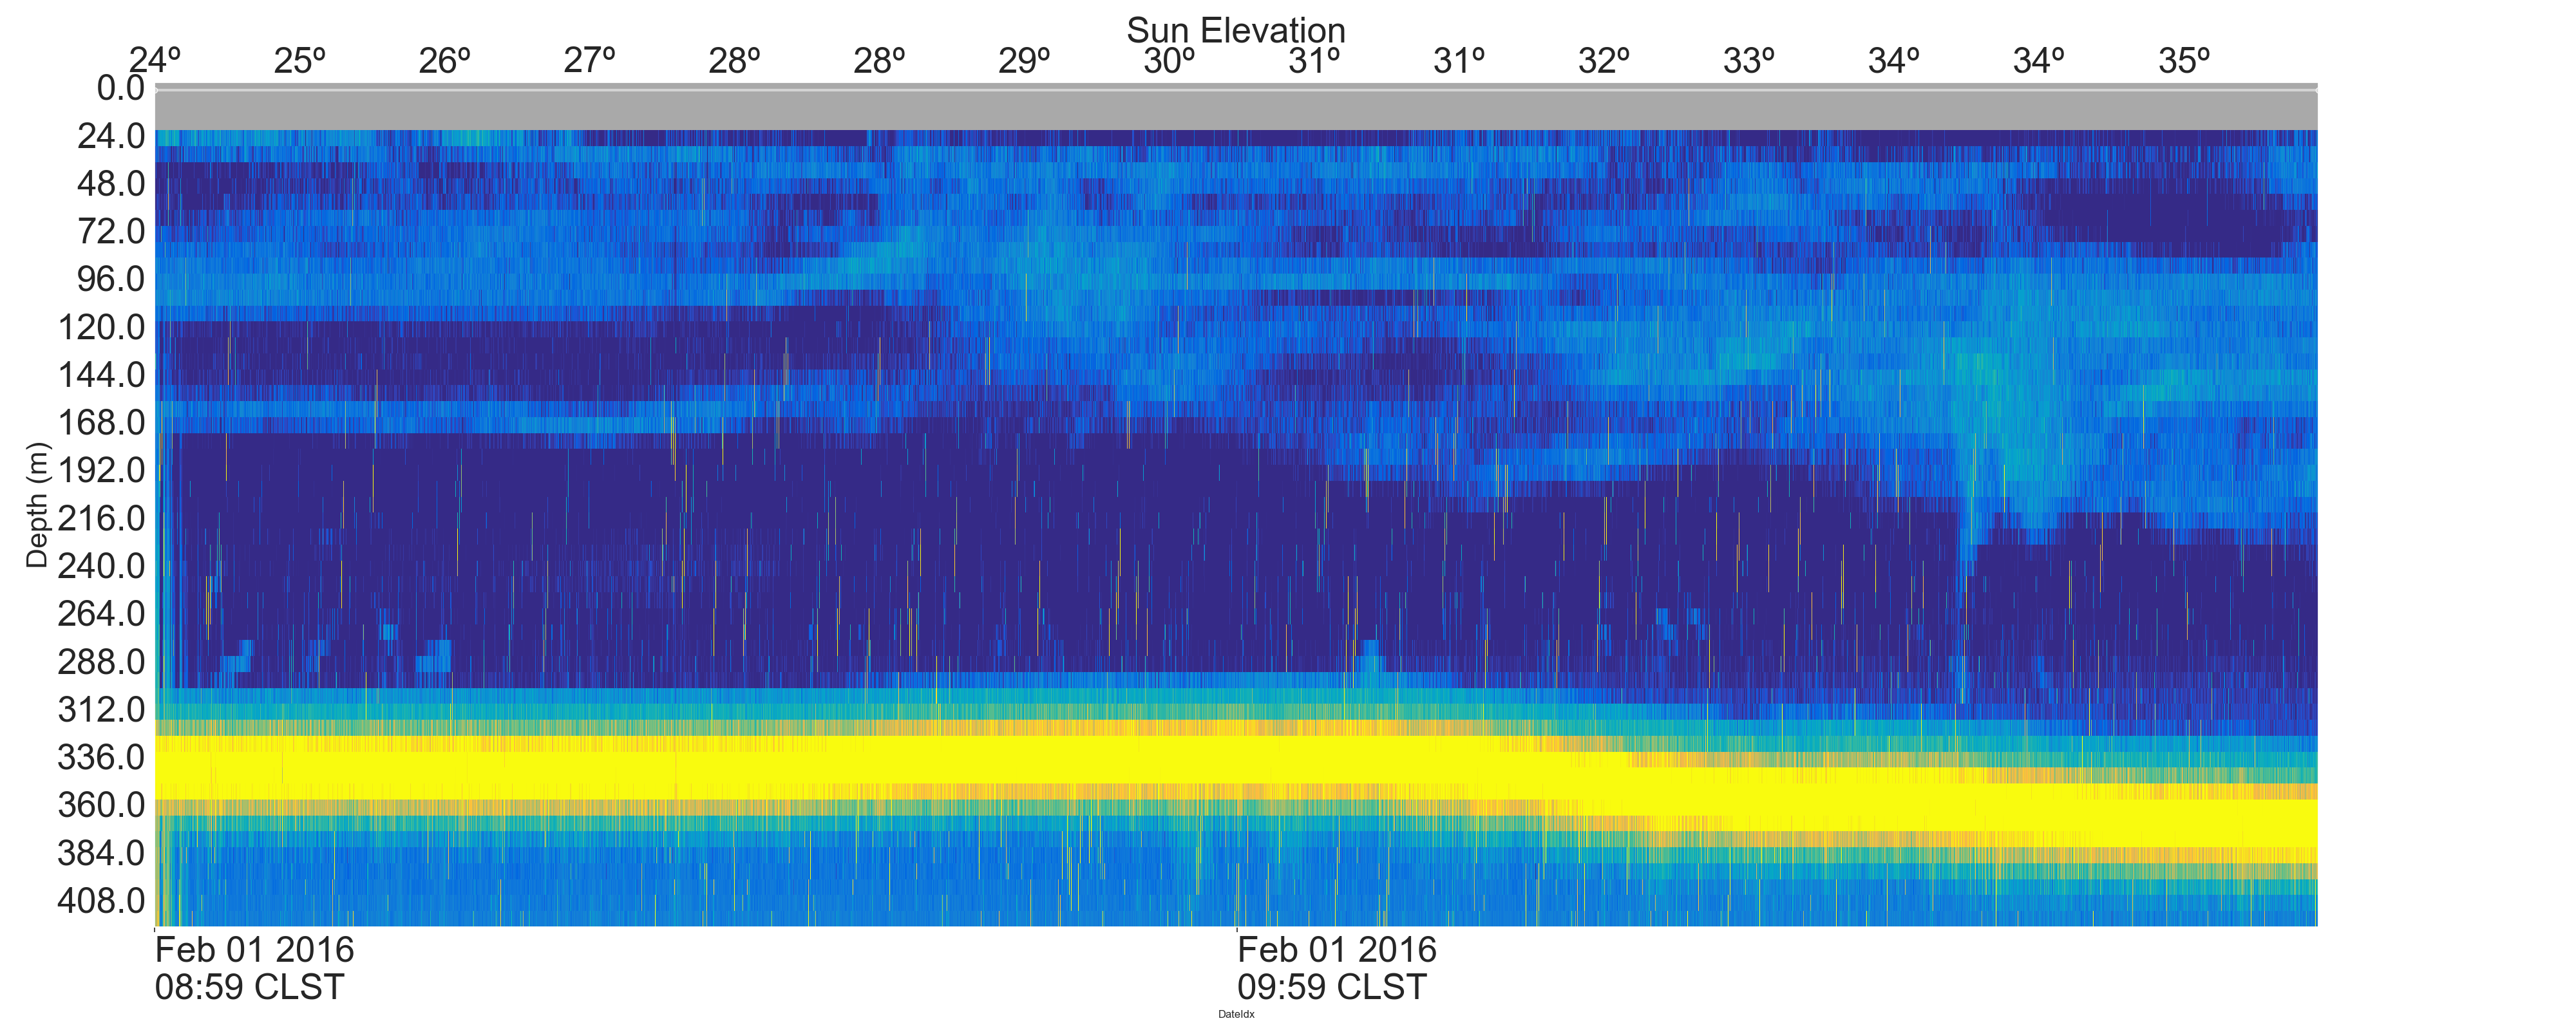 Sun Elevation
24º 25º 26º 27º 28º 28º 29º 30º 31º 31º 32º 33º 34º 34º 35º
0.0
24.0
48.0
72.0
96.0
120.0
144.0
168.0
192.0
216.0
240.0
264.0
288.0
312.0
336.0
360.0
384.0
408.0
Depth (m)
Feb 01 2016
08:59 CLST
Feb 01 2016
09:59 CLST
DateIdx